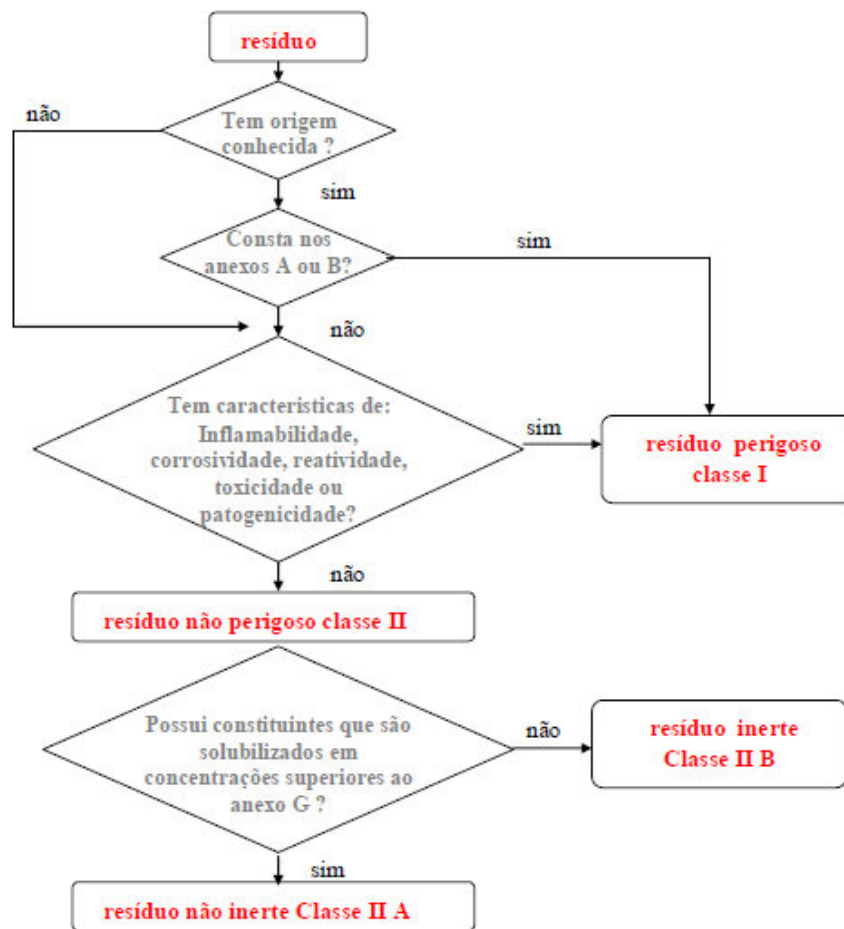 resíduo
não
Tem origem
conhecida ?
sim
Consta nos
anexos A ou B?
sim
não
Tem características de:
Inflamabilidade,
corrosividade, reatividade,
toxicidade ou
patogenicidade?
sim
resíduo perigoso
classe I
não
resíduo não perigoso classe II
Possui constituintes que são
solubilizados em
concentrações superiores ao
anexo G ?
não
resíduo inerte
Classe II B
sim
resíduo não inerte Classe II A